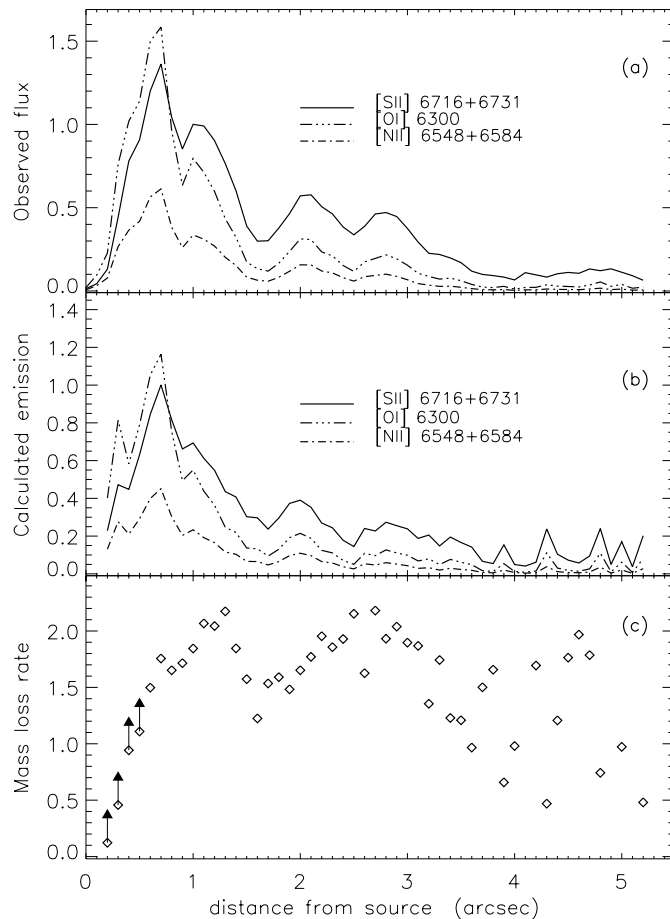 1.5
1.0
0.5
0.0
Observed flux
(a)
[SII] 6716+6731
[OI] 6300
[NII] 6548+6584
1.4
1.2
1.0
0.8
0.6
0.4
0.2
0.0
Calculated emission
(b)
[SII] 6716+6731
[OI] 6300
[NII] 6548+6584
2.0
1.5
1.0
0.5
0.0
Mass loss rate
(c)
0 1 2 3 4 5
distance from source (arcsec)